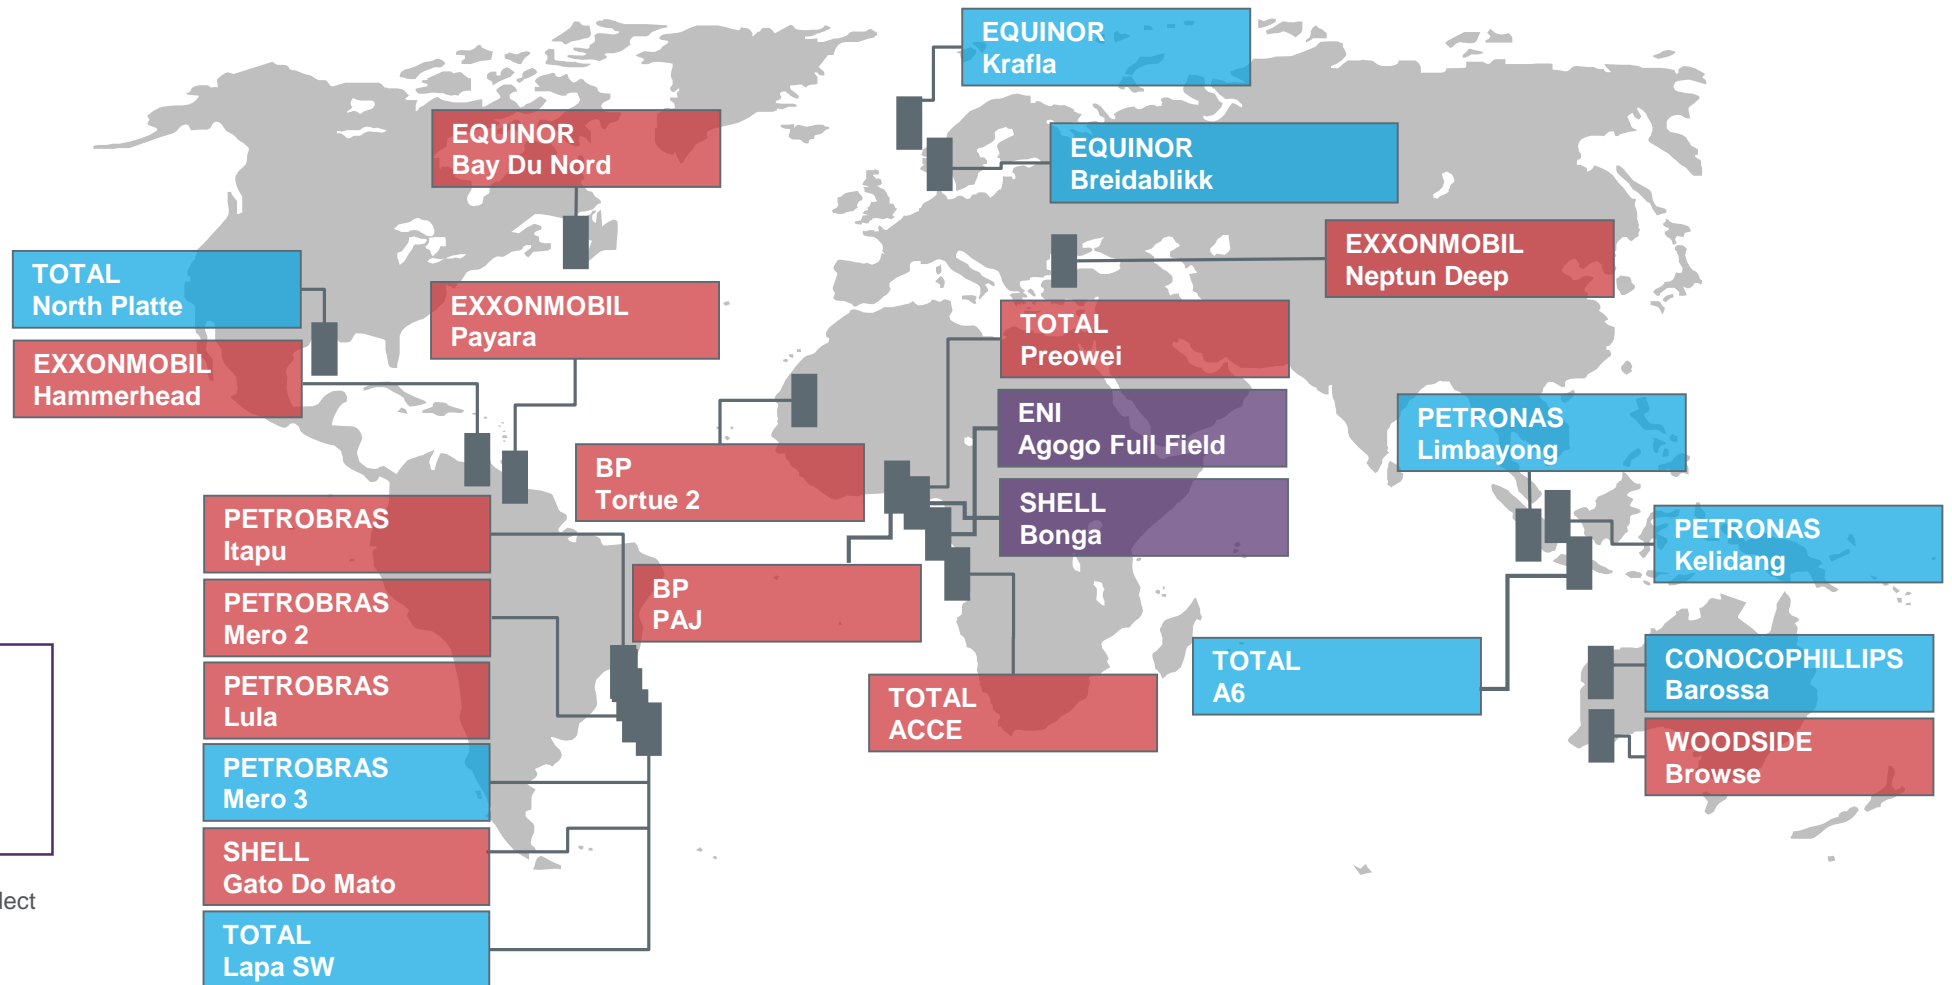 EQUINOR
Krafla
EQUINOR
Bay Du Nord
EQUINOR
Breidablikk
EXXONMOBIL
Neptun Deep
TOTAL
North Platte
EXXONMOBIL
Payara
TOTAL
Preowei
EXXONMOBIL
Hammerhead
ENI
Agogo Full Field
PETRONAS
Limbayong
BP
Tortue 2
SHELL
Bonga
PETROBRAS
Itapu
PETRONAS
Kelidang
BP
PAJ
PETROBRAS
Mero 2
TOTAL
A6
CONOCOPHILLIPS
Barossa
PETROBRAS
Lula
TOTAL
ACCE
WOODSIDE
Browse
PETROBRAS
Mero 3
SHELL
Gato Do Mato
lect
TOTAL
Lapa SW